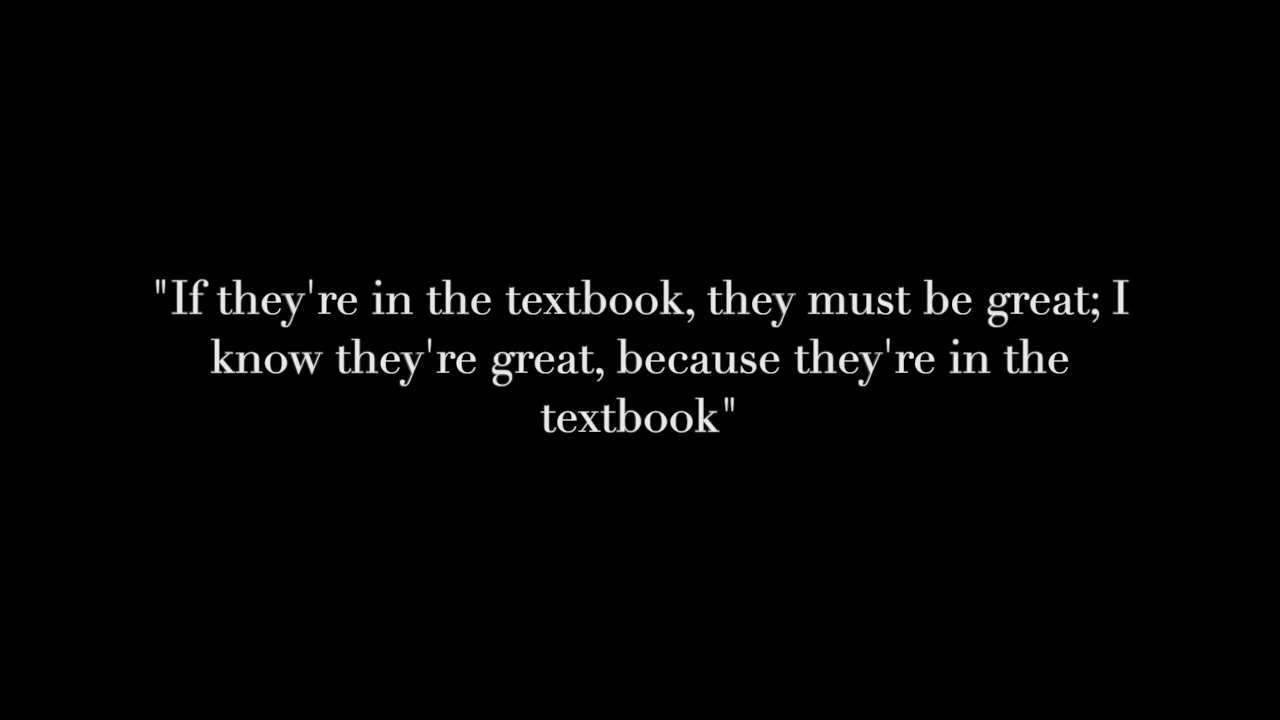 "If they're in the textbook, they must be great; I
know they're great, because they're in the
textbook"